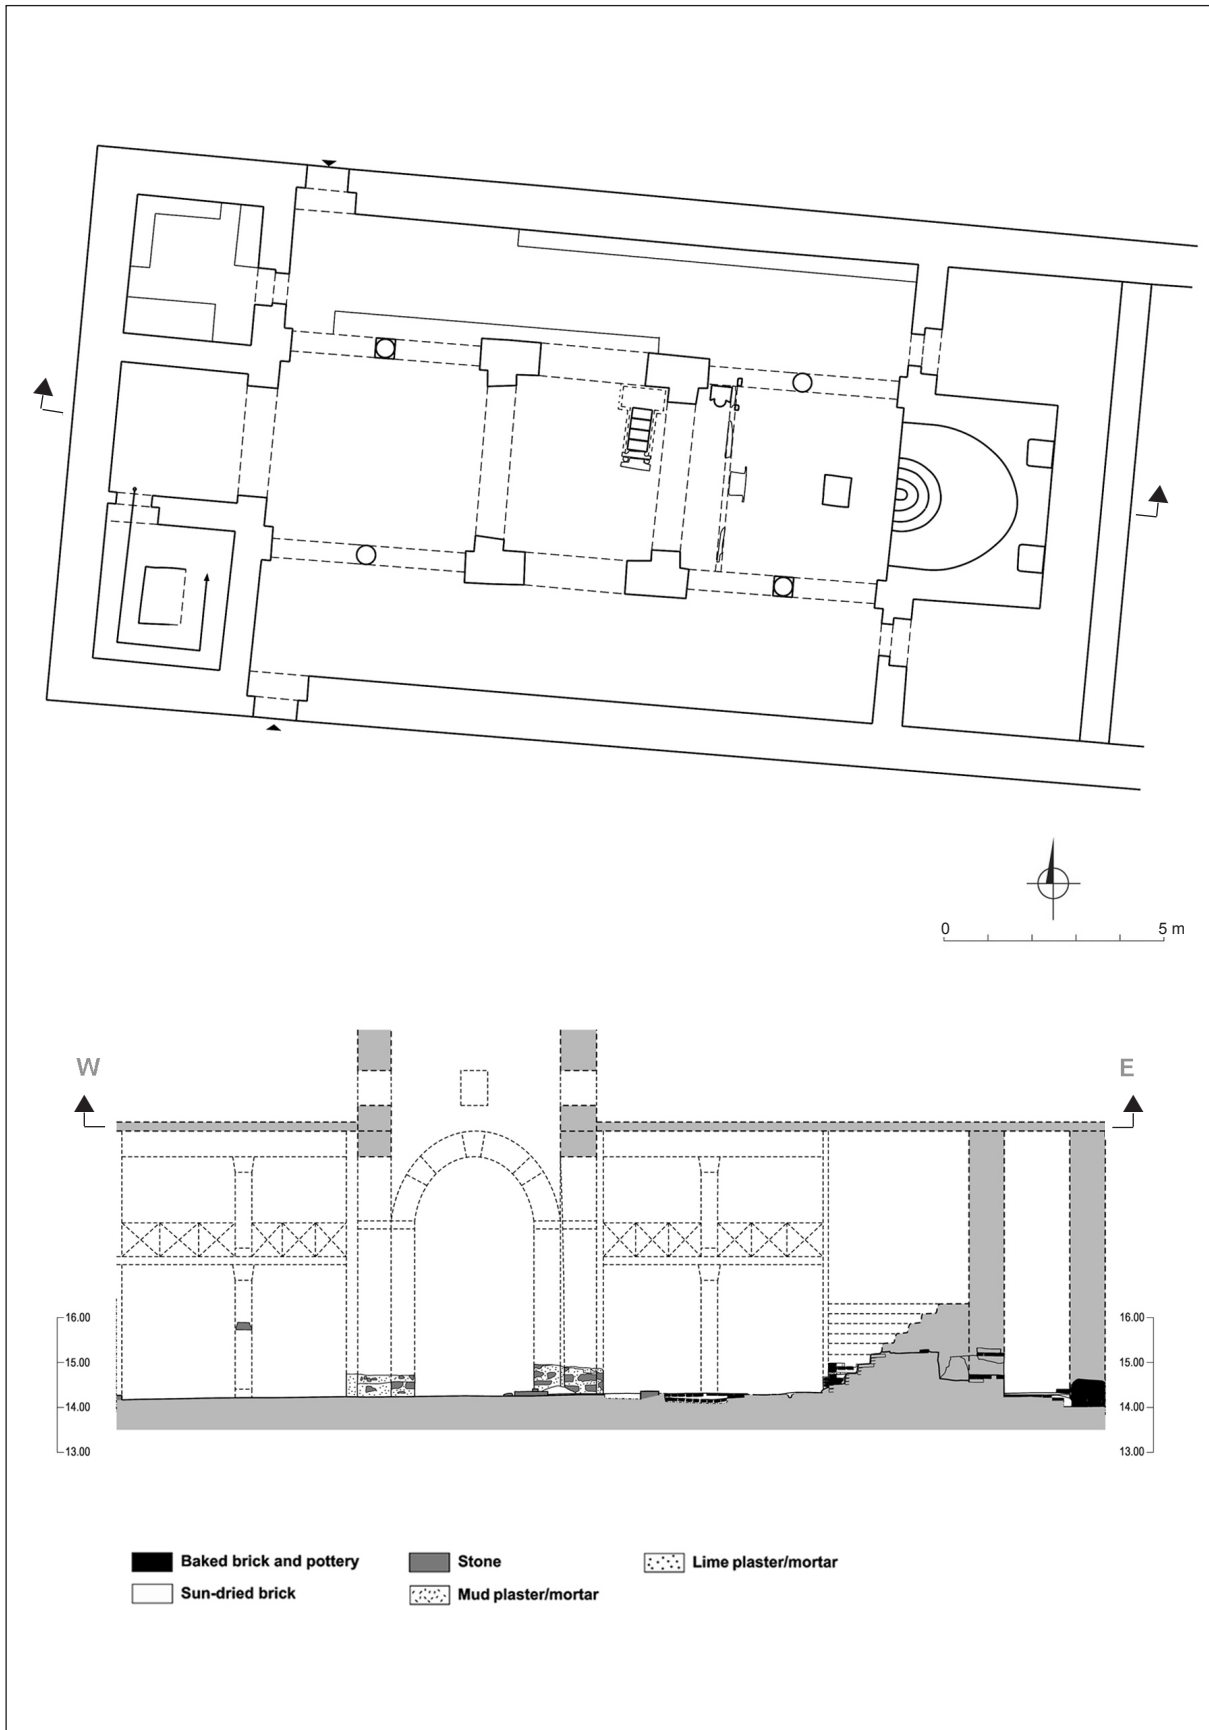 0 5 m
W E
16.00 16.00
15.00 15.00
14.00 14.00
13.00 13.00
Baked brick and pottery Stone Lime plaster/mortar
Sun-dried brick Mud plaster/mortar